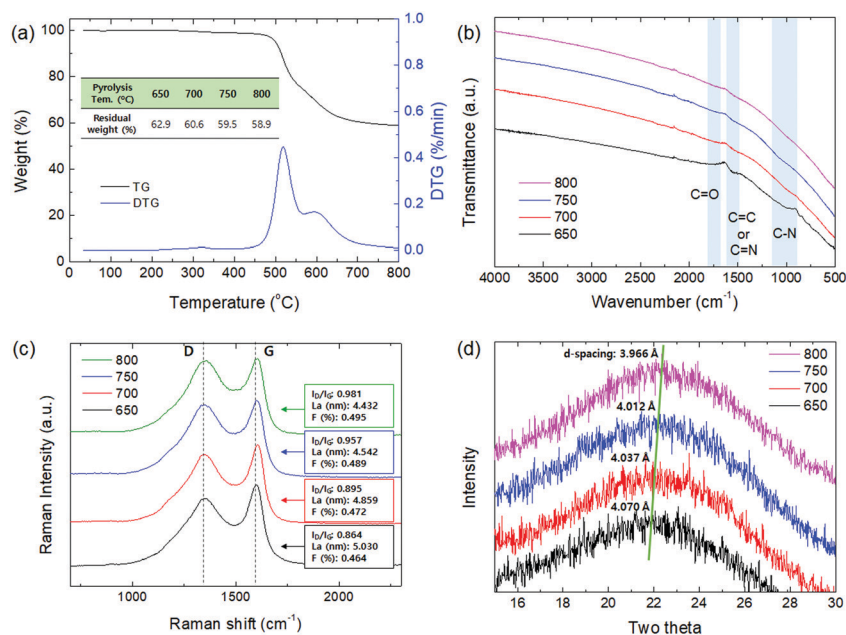 (a)
100
80
60
40
20
0
Weight (%)
Pyrolysis Tem. (°C) 650 700 750 800
Residual weight (%) 62.9 60.6 59.5 58.9
TG
DTG
1.0
0.8
0.6
0.4
0.2
0.0
DTG (%/min)
0 100 200 300 400 500 600 700 800
Temperature (°C)
(b)
Transmittance (a.u.)
800
750
700
650
C=O
C=C
or
C=N
C-N
4000 3500 3000 2500 2000 1500 1000 500
Wavenumber (cm⁻¹)
(c)
D G
800
750
700
650
Raman Intensity (a.u.)
I_D/I_G: 0.981
La (nm): 4.432
F (%): 0.495
I_D/I_G: 0.957
La (nm): 4.542
F (%): 0.489
I_D/I_G: 0.895
La (nm): 4.859
F (%): 0.472
I_D/I_G: 0.864
La (nm): 5.030
F (%): 0.464
1000 1500 2000
Raman shift (cm⁻¹)
(d)
Intensity
d-spacing: 3.966 Å
4.012 Å
4.037 Å
4.070 Å
800
750
700
650
16 18 20 22 24 26 28 30
Two theta